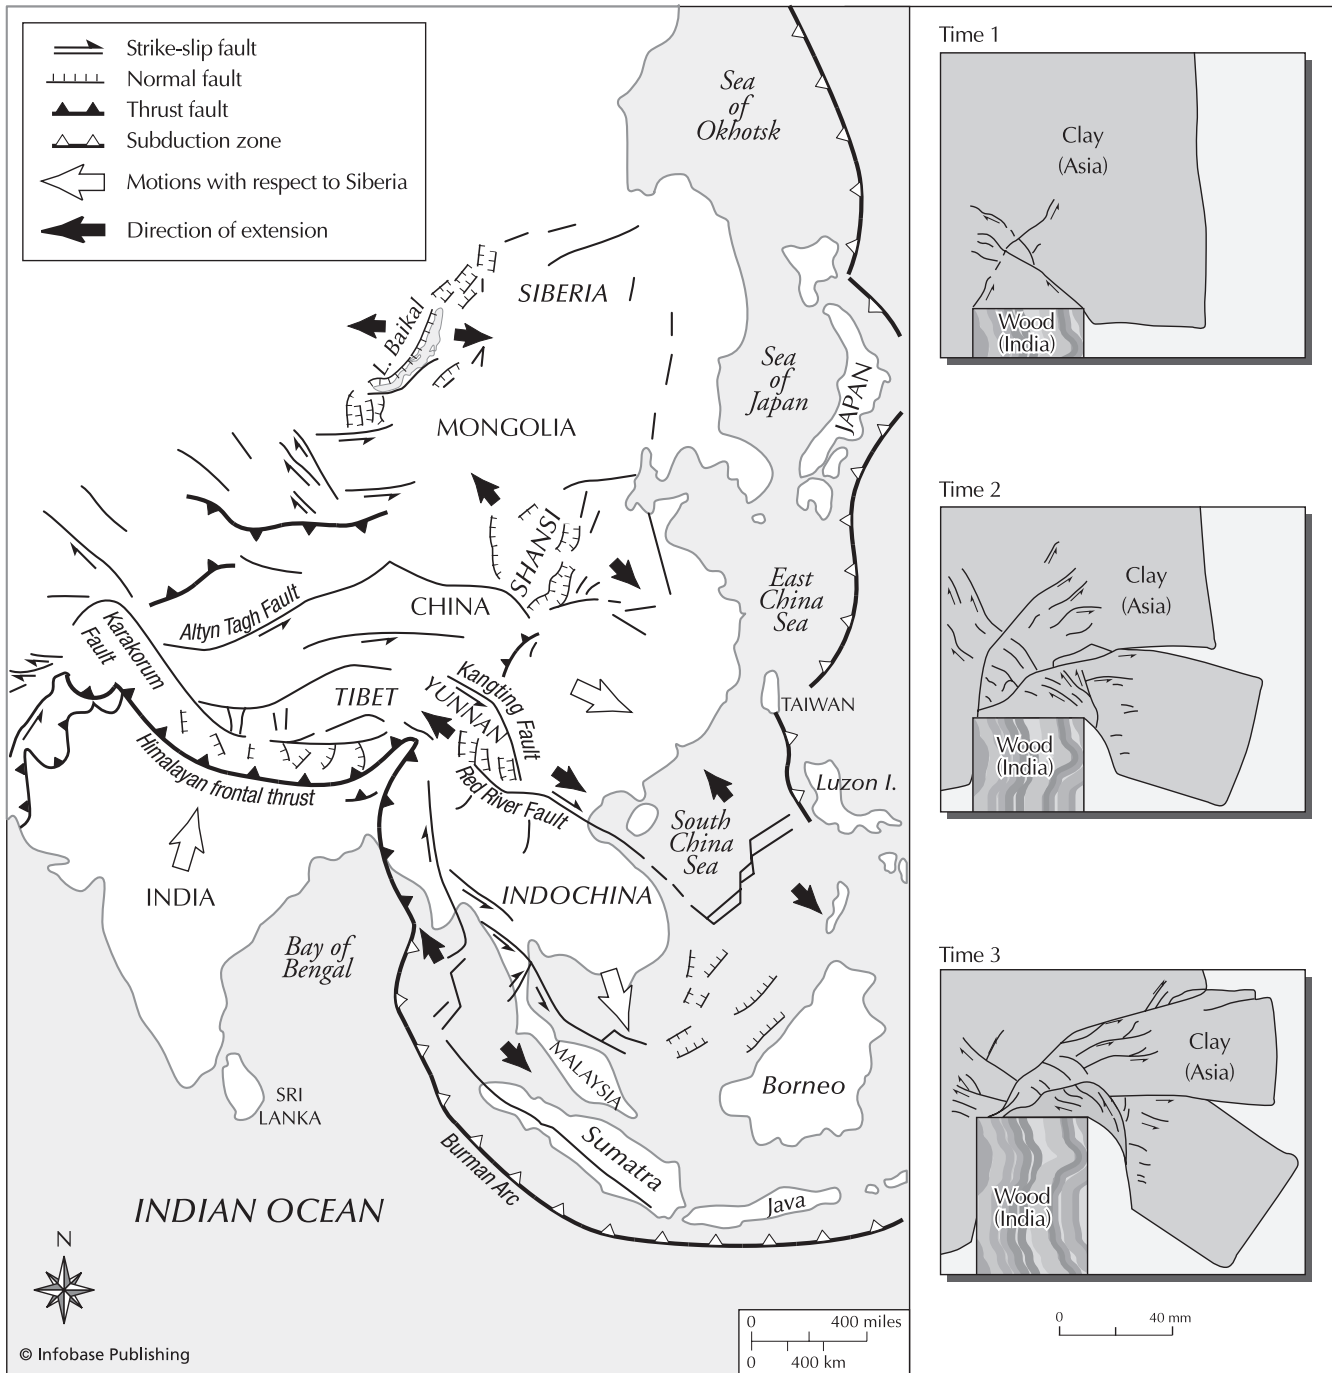 Strike-slip fault
Normal fault
Thrust fault
Subduction zone
Motions with respect to Siberia
Direction of extension
Sea
of
Okhotsk
SIBERIA
L. Baikal
Sea
of
Japan
JAPAN
MONGOLIA
SHANSI
East
China
Sea
CHINA
Altyn Tagh Fault
Karakorum
Fault
TIBET
Kangting Fault
YUNNAN
TAIWAN
Himalayan frontal thrust
Red River Fault
Luzon I.
South
China
Sea
INDIA
INDOCHINA
Bay of
Bengal
MALAYSIA
Borneo
SRI
LANKA
Sumatra
Burman Arc
Java
INDIAN OCEAN
N
© Infobase Publishing
0 400 miles
0 400 km
Time 1
Clay
(Asia)
Wood
(India)
Time 2
Clay
(Asia)
Wood
(India)
Time 3
Clay
(Asia)
Wood
(India)
0 40 mm